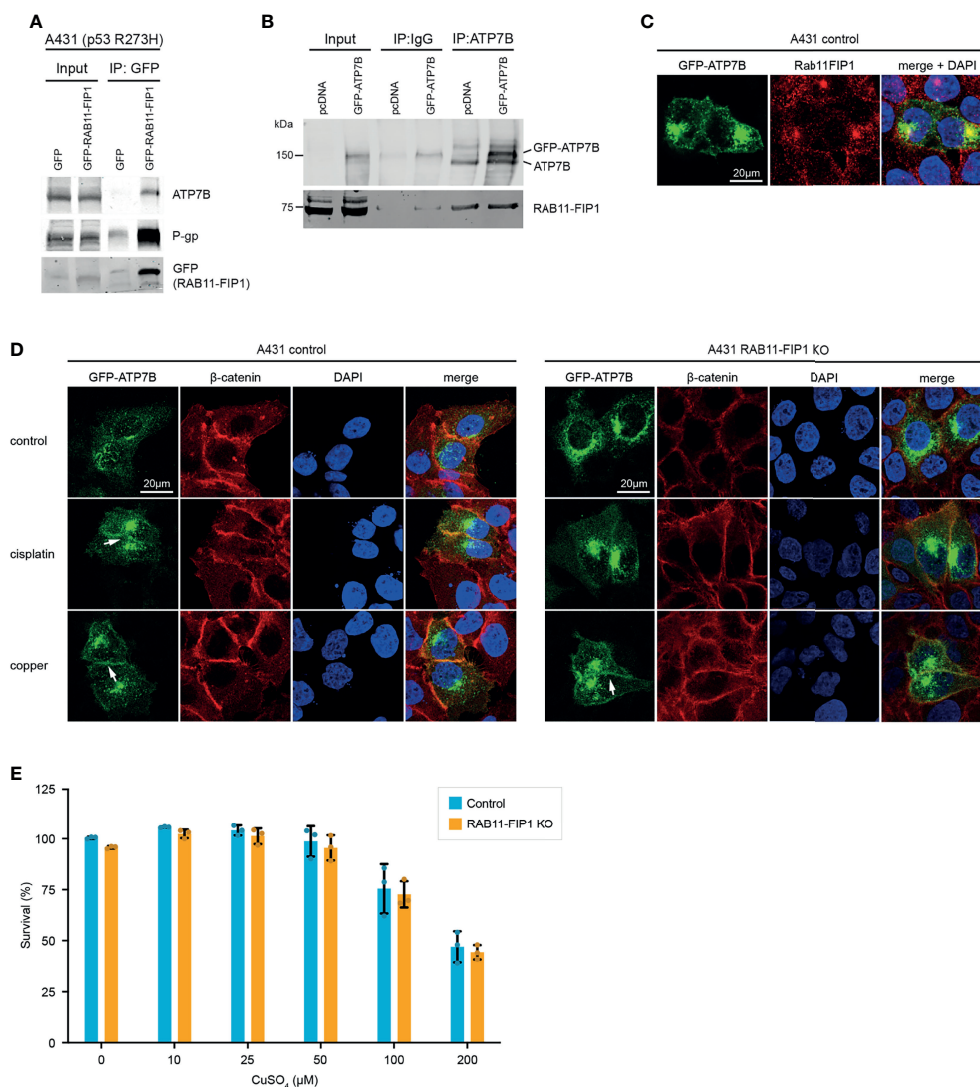 A
A431 (p53 R273H)
Input IP: GFP
GFP
GFP-RAB11-FIP1
GFP
GFP-RAB11-FIP1
ATP7B
P-gp
GFP
(RAB11-FIP1)
B
Input IP:IgG IP:ATP7B
pcDNA
GFP-ATP7B
pcDNA
GFP-ATP7B
pcDNA
GFP-ATP7B
kDa
150
GFP-ATP7B
ATP7B
75
RAB11-FIP1
C
A431 control
GFP-ATP7B Rab11FIP1 merge + DAPI
20µm
D
A431 control
GFP-ATP7B β-catenin DAPI merge
control
20µm
cisplatin
copper
A431 RAB11-FIP1 KO
GFP-ATP7B β-catenin DAPI merge
20µm
E
125
100
75
50
25
0
Survival (%)
Control
RAB11-FIP1 KO
0 10 25 50 100 200
CuSO4 (µM)